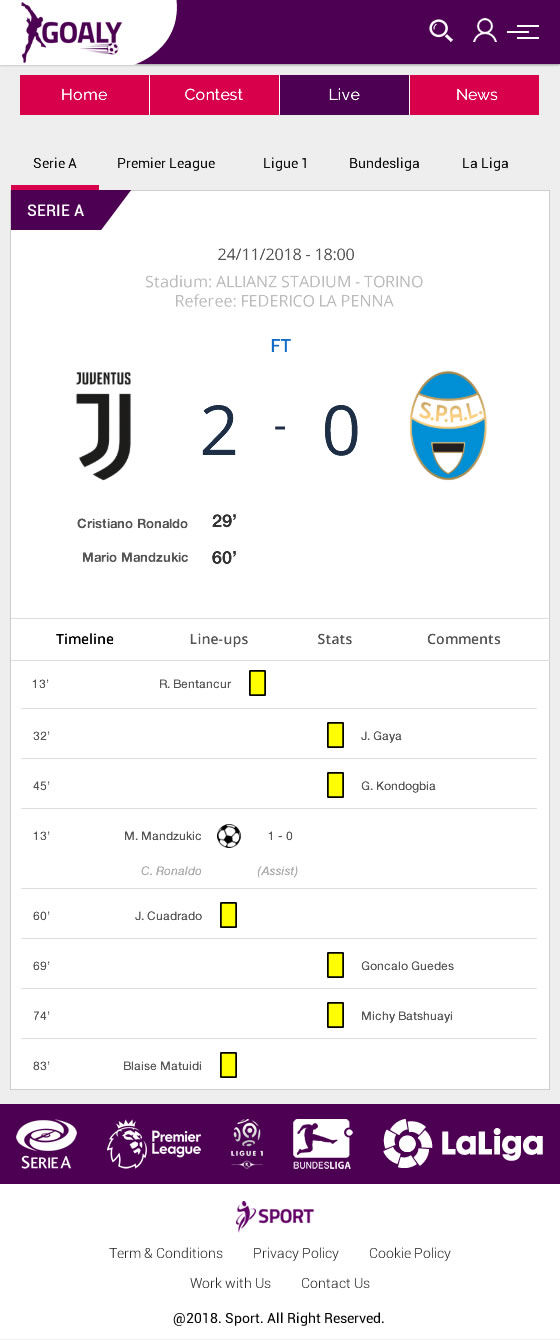 GOALY
Home Contest Live News
Serie A Premier League Ligue 1 Bundesliga La Liga
SERIE A
24/11/2018 - 18:00
Stadium: ALLIANZ STADIUM - TORINO
Referee: FEDERICO LA PENNA
FT
JUVENTUS
S.P.A.L.
2 - 0
Cristiano Ronaldo 29’
Mario Mandzukic 60’
Timeline Line-ups Stats Comments
13’ R. Bentancur
32’ J. Gaya
45’ G. Kondogbia
13’ M. Mandzukic 1 - 0
C. Ronaldo (Assist)
60’ J. Cuadrado
69’ Goncalo Guedes
74’ Michy Batshuayi
83’ Blaise Matuidi
SERIE A Premier League LIGUE 1 BUNDESLIGA LaLiga
SPORT
Term & Conditions Privacy Policy Cookie Policy
Work with Us Contact Us
@2018. Sport. All Right Reserved.